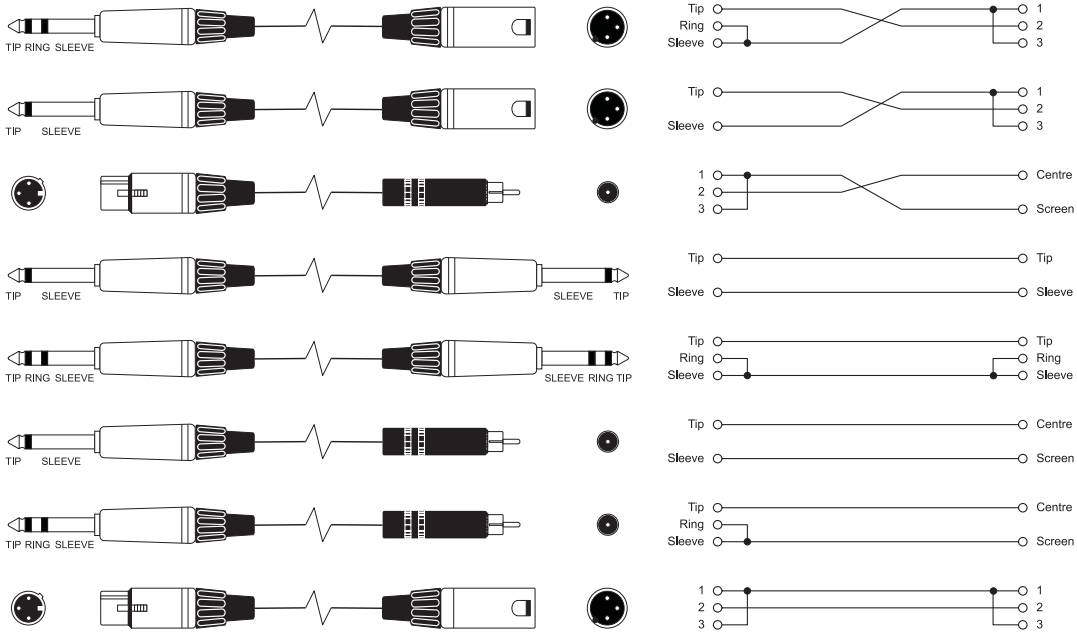 Tip 1
Ring 2
Sleeve 3
TIP RING SLEEVE
Tip 1
2
Sleeve 3
TIP SLEEVE
1 Centre
2
3 Screen
Tip Tip
Sleeve Sleeve
TIP SLEEVE SLEEVE TIP
Tip Tip
Ring Ring
Sleeve Sleeve
TIP RING SLEEVE SLEEVE RING TIP
Tip Centre
Sleeve Screen
TIP SLEEVE
Tip Centre
Ring
Sleeve Screen
TIP RING SLEEVE
1 1
2 2
3 3